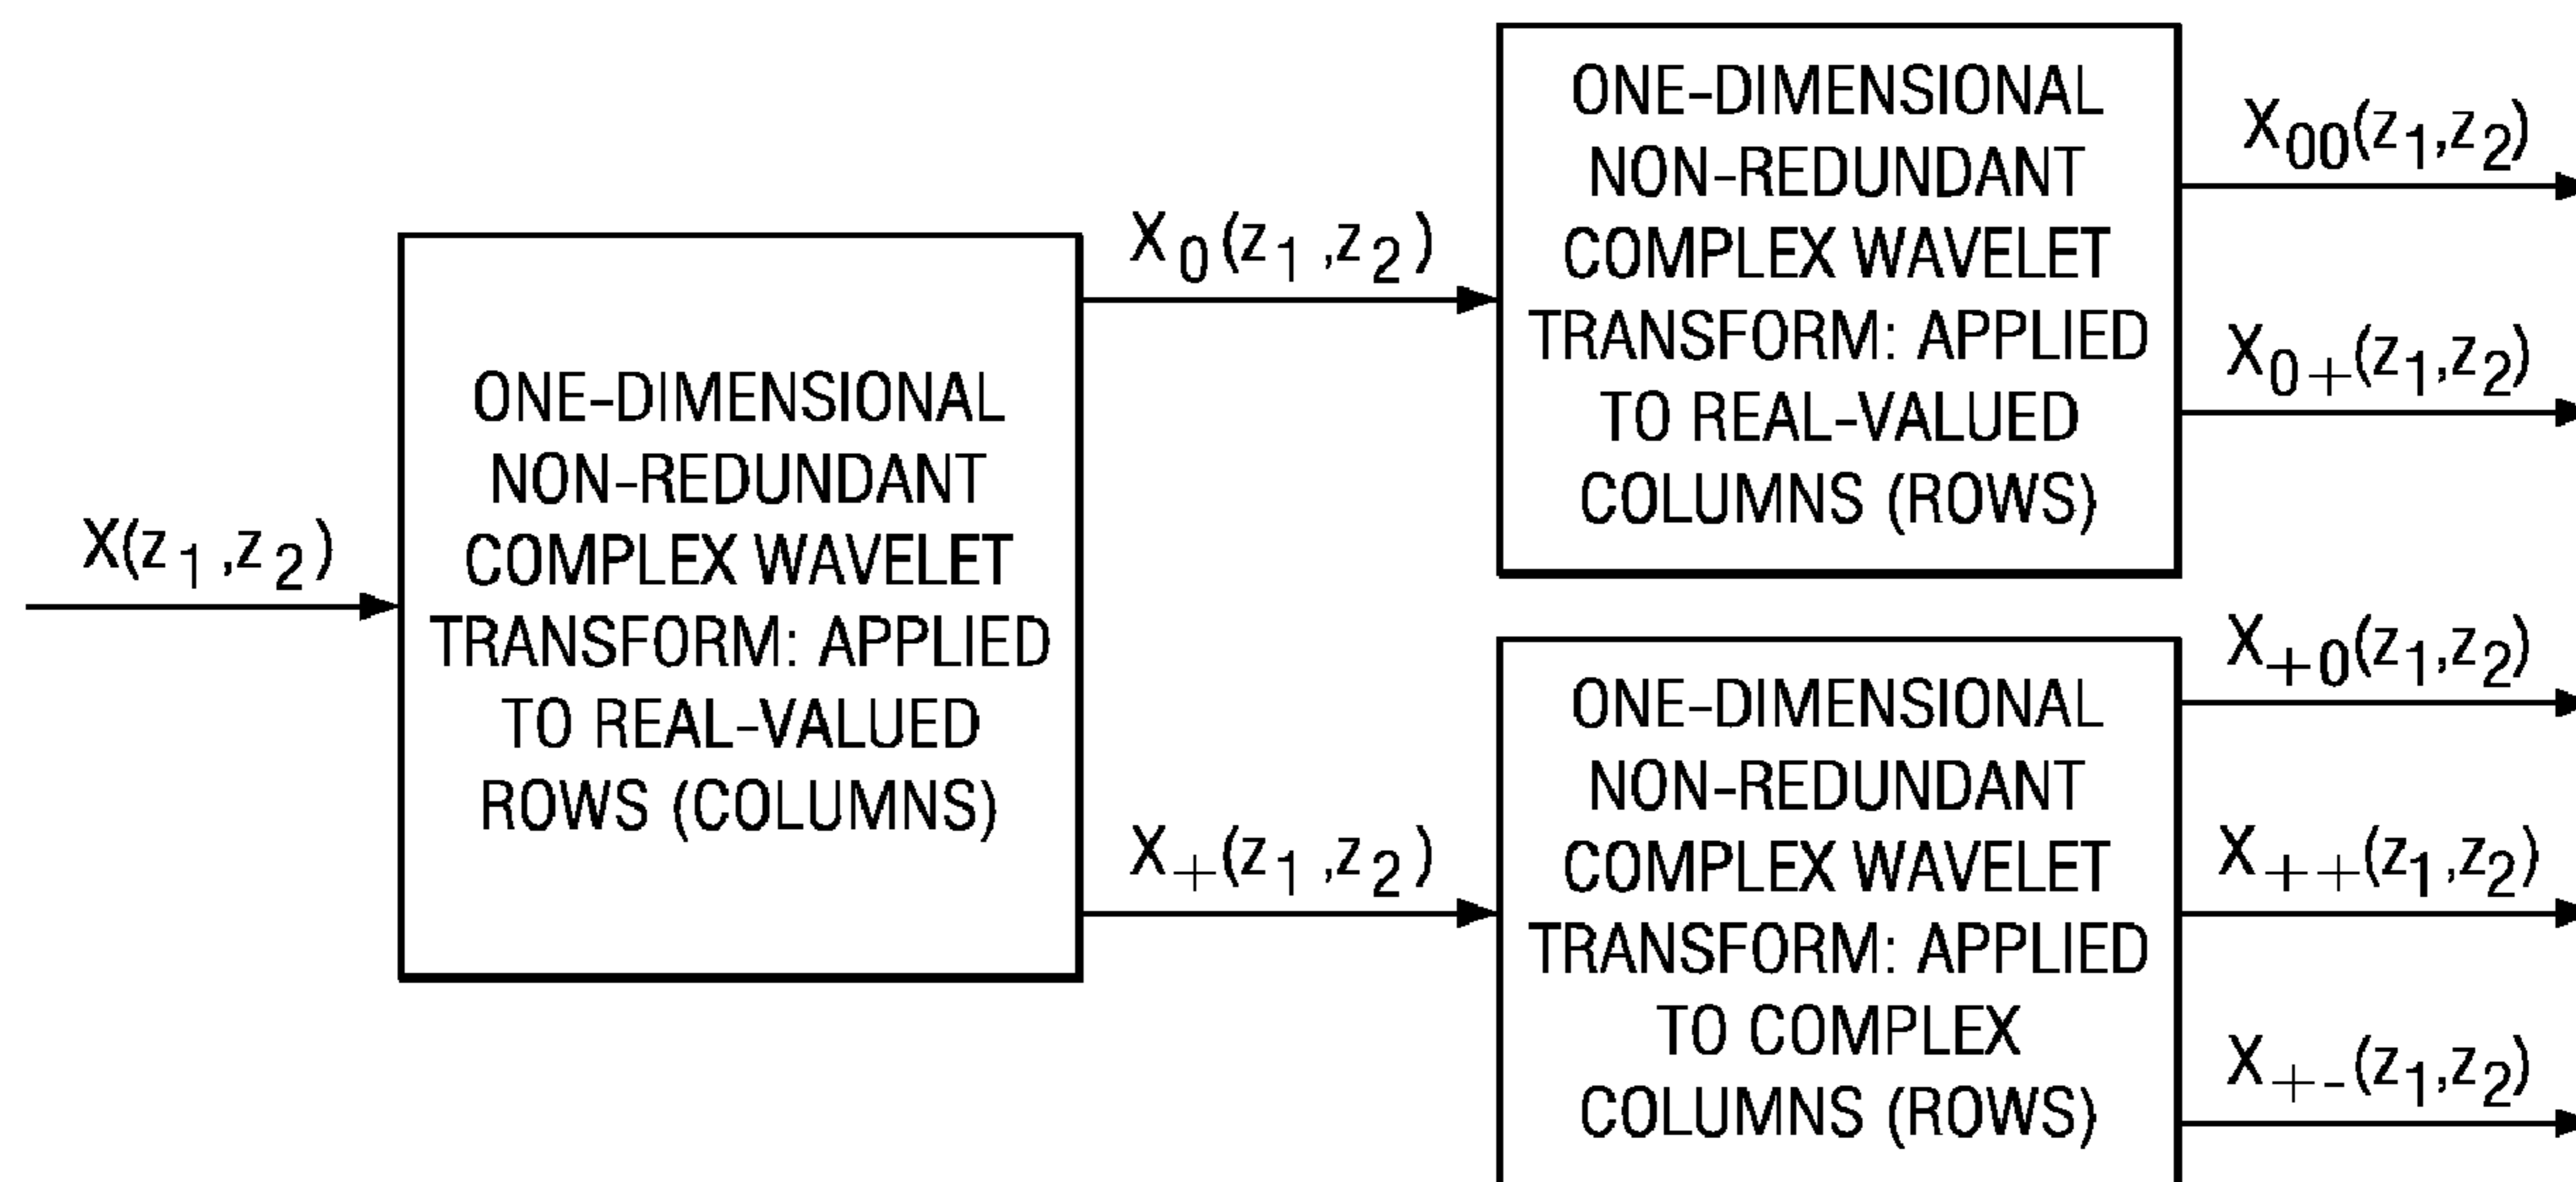 X(z1,z2)
ONE-DIMENSIONAL
NON-REDUNDANT
COMPLEX WAVELET
TRANSFORM: APPLIED
TO REAL-VALUED
ROWS (COLUMNS)
X0(z1,z2)
X+(z1,z2)
ONE-DIMENSIONAL
NON-REDUNDANT
COMPLEX WAVELET
TRANSFORM: APPLIED
TO REAL-VALUED
COLUMNS (ROWS)
X00(z1,z2)
X0+(z1,z2)
ONE-DIMENSIONAL
NON-REDUNDANT
COMPLEX WAVELET
TRANSFORM: APPLIED
TO COMPLEX
COLUMNS (ROWS)
X+0(z1,z2)
X++(z1,z2)
X+-(z1,z2)